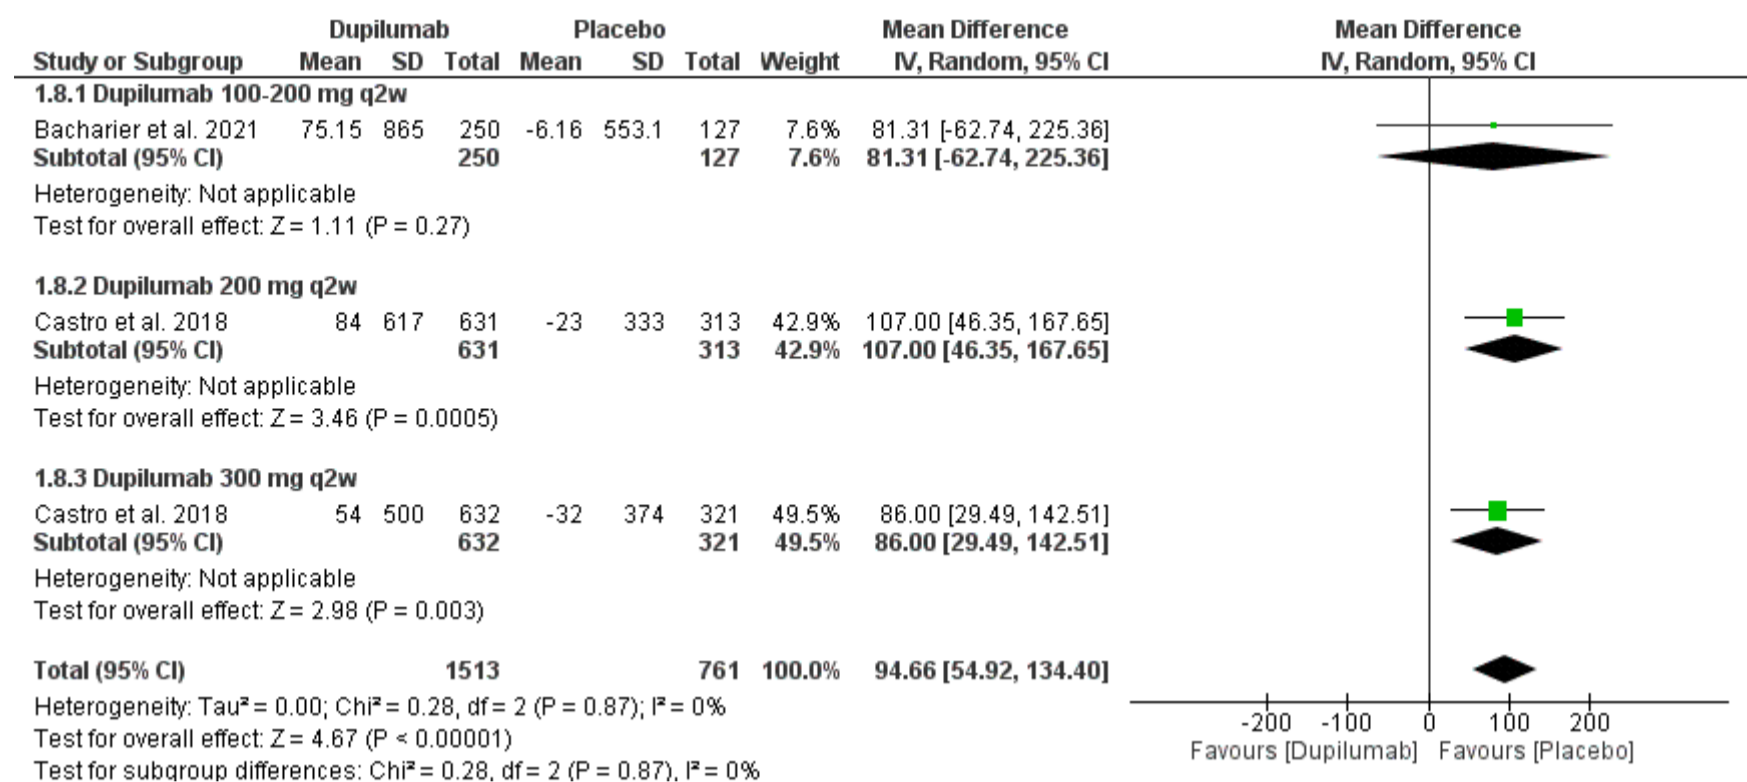 Dupilumab Placebo Mean Difference Mean Difference
Study or Subgroup Mean SD Total Mean SD Total Weight IV, Random, 95% CI IV, Random, 95% CI
1.8.1 Dupilumab 100-200 mg q2w
Bacharier et al. 2021 75.15 865 250 -6.16 553.1 127 7.6% 81.31 [-62.74, 225.36]
Subtotal (95% CI) 250 127 7.6% 81.31 [-62.74, 225.36]
Heterogeneity: Not applicable
Test for overall effect: Z = 1.11 (P = 0.27)
1.8.2 Dupilumab 200 mg q2w
Castro et al. 2018 84 617 631 -23 333 313 42.9% 107.00 [46.35, 167.65]
Subtotal (95% CI) 631 313 42.9% 107.00 [46.35, 167.65]
Heterogeneity: Not applicable
Test for overall effect: Z = 3.46 (P = 0.0005)
1.8.3 Dupilumab 300 mg q2w
Castro et al. 2018 54 500 632 -32 374 321 49.5% 86.00 [29.49, 142.51]
Subtotal (95% CI) 632 321 49.5% 86.00 [29.49, 142.51]
Heterogeneity: Not applicable
Test for overall effect: Z = 2.98 (P = 0.003)
Total (95% CI) 1513 761 100.0% 94.66 [54.92, 134.40]
Heterogeneity: Tau² = 0.00; Chi² = 0.28, df = 2 (P = 0.87); I² = 0%
Test for overall effect: Z = 4.67 (P < 0.00001)
Test for subgroup differences: Chi² = 0.28, df = 2 (P = 0.87), I² = 0%
-200 -100 0 100 200
Favours [Dupilumab] Favours [Placebo]